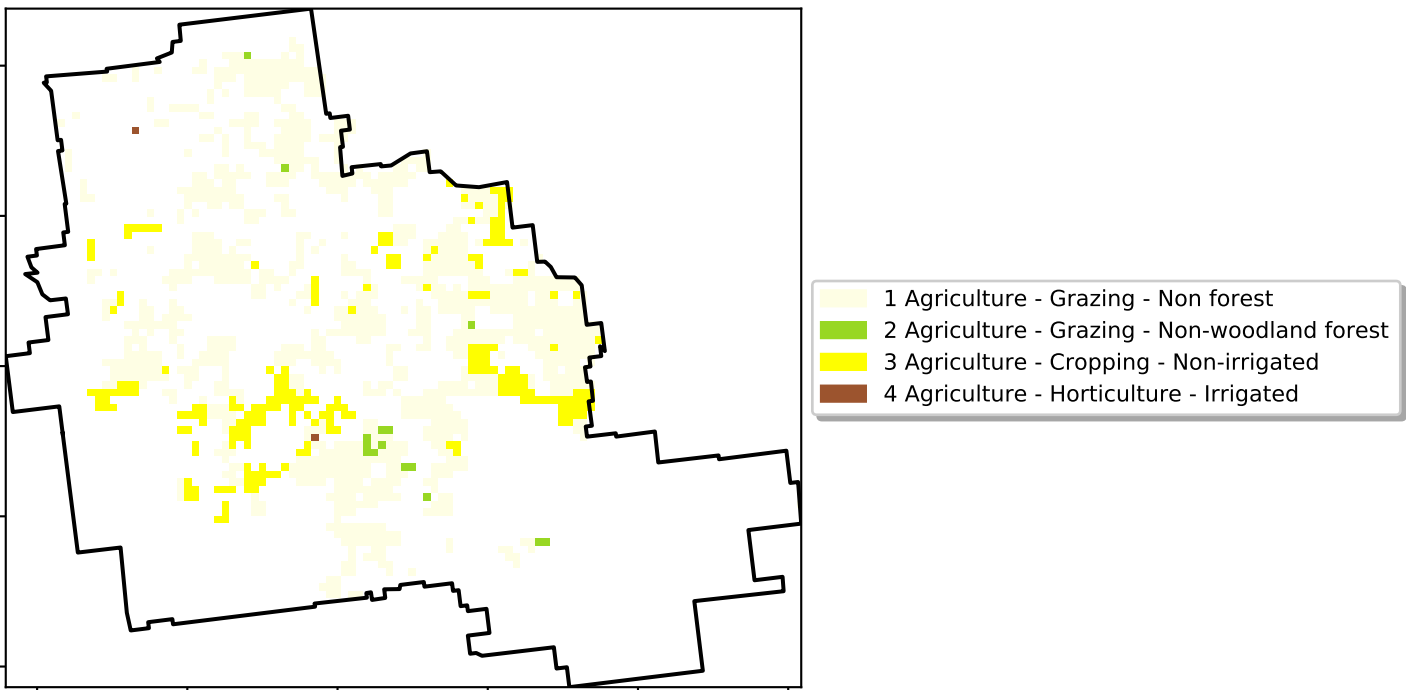 1 Agriculture - Grazing - Non forest
2 Agriculture - Grazing - Non-woodland forest
3 Agriculture - Cropping - Non-irrigated
4 Agriculture - Horticulture - Irrigated